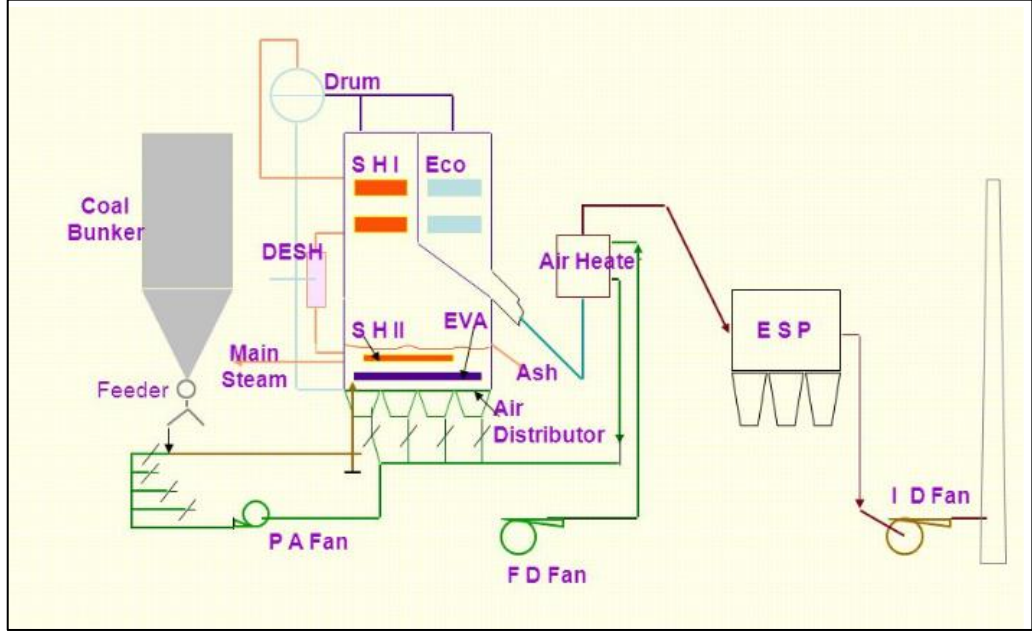 Drum
S H I
Eco
Coal
Bunker
DESH
Air Heate
S H II
EVA
E S P
Main
Steam
Ash
Feeder
Air
Distributor
I D Fan
P A Fan
F D Fan